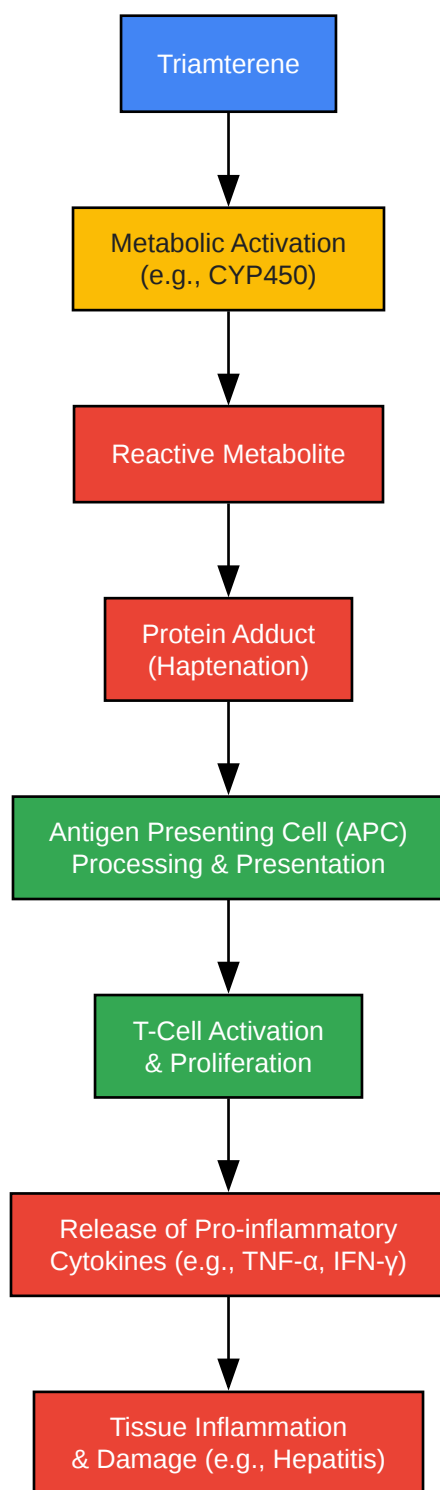 Triamterene
Metabolic Activation
(e.g., CYP450)
Reactive Metabolite
Protein Adduct
(Haptenation)
Antigen Presenting Cell (APC)
Processing & Presentation
T-Cell Activation
& Proliferation
Release of Pro-inflammatory
Cytokines (e.g., TNF-α, IFN-γ)
Tissue Inflammation
& Damage (e.g., Hepatitis)